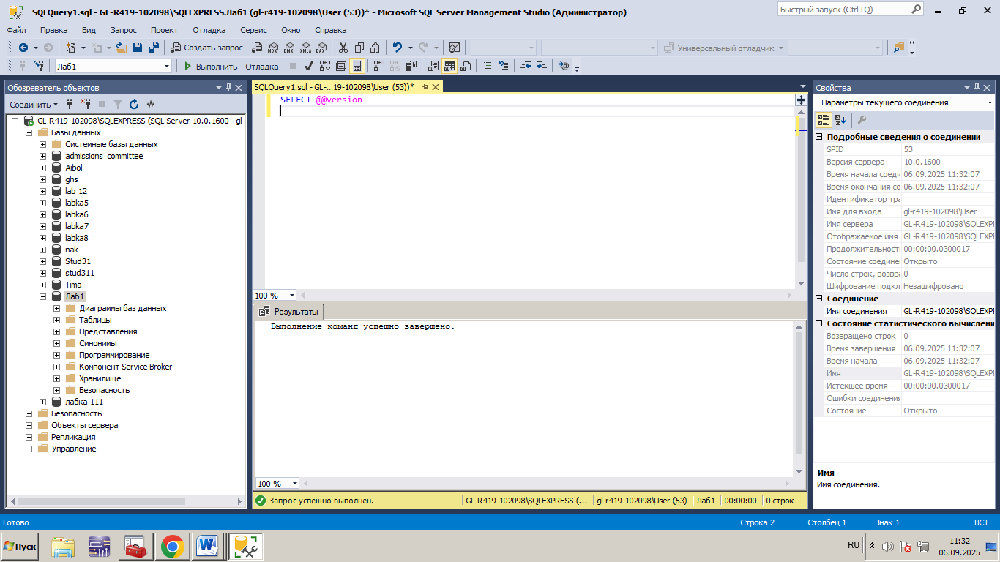 SQLQuery1.sql - GL-R419-102098\SQLEXPRESS.Лаб1 (gl-r419-102098\User (53))* - Microsoft SQL Server Management Studio (Администратор)
Быстрый запуск (Ctrl+Q)
Файл Правка Вид Запрос Проект Отладка Сервис Окно Справка
Создать запрос
MDX DMX XMLA DAX
Универсальный отладчик
Лаб1
Выполнить Отладка
Обозреватель объектов
Соединить
GL-R419-102098\SQLEXPRESS (SQL Server 10.0.1600 - gl-
Базы данных
Системные базы данных
admissions_committee
Aibol
ghs
lab 12
labka5
labka6
labka7
labka8
nak
Stud31
stud311
Tima
Лаб1
Диаграммы баз данных
Таблицы
Представления
Синонимы
Программирование
Компонент Service Broker
Хранилище
Безопасность
лабка 111
Безопасность
Объекты сервера
Репликация
Управление
SQLQuery1.sql - GL-...19-102098\User (53))*
SELECT @@version
100 %
Результаты
Выполнение команд успешно завершено.
100 %
Запрос успешно выполнен.
GL-R419-102098\SQLEXPRESS (... gl-r419-102098\User (53) Лаб1 00:00:00 0 строк
Свойства
Параметры текущего соединения
Подробные сведения о соединении
SPID 53
Версия сервера 10.0.1600
Время начала соеди 06.09.2025 11:32:07
Время окончания со 06.09.2025 11:32:07
Идентификатор тра
Имя для входа gl-r419-102098\User
Имя сервера GL-R419-102098\SQLEXPI
Отображаемое имя GL-R419-102098\SQLEXPI
Продолжительност 00:00:00.0300017
Состояние соедине Открыто
Число строк, возвра 0
Шифрование подкл Незашифровано
Соединение
Имя соединения GL-R419-102098\SQLEXPI
Состояние статистического вычислени
Возвращено строк 0
Время завершения 06.09.2025 11:32:07
Время начала 06.09.2025 11:32:07
Имя GL-R419-102098\SQLEXPI
Истекшее время 00:00:00.0300017
Ошибки соединения
Состояние Открыто
Имя
Имя соединения.
Готово
Строка 2 Столбец 1 Знак 1 ВСТ
Пуск
RU
11:32
06.09.2025